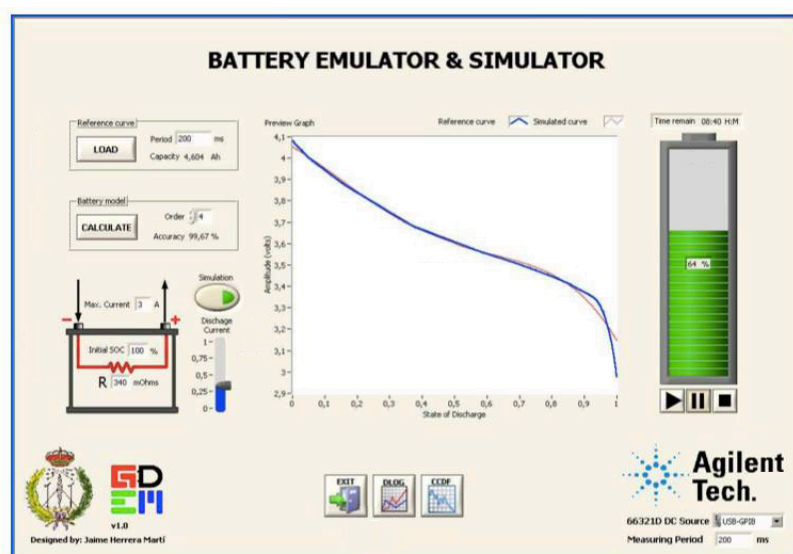 BATTERY EMULATOR & SIMULATOR
Reference curve
LOAD
Period 200 ms
Capacity 4,604 Ah
Battery model
CALCULATE
Order 4
Accuracy 99,67 %
Simulation
Max. Current 3 A
Dischage
Current
1
0,75
0,5
0,25
0
- +
Initial SOC 100 %
R 340 mOhms
Preview Graph
Reference curve
Simulated curve
Amplitude (volts)
4,1
4
3,9
3,8
3,7
3,6
3,5
3,4
3,3
3,2
3,1
3
2,9
0 0,1 0,2 0,3 0,4 0,5 0,6 0,7 0,8 0,9 1
State of Discharge
Time remain 08:40 H:M
64 %
EXIT
DLOG
CCDF
GDEM
v1.0
Designed by: Jaime Herrera Martí
Agilent
Tech.
66321D DC Source USB-GPIB
Measuring Period 200 ms